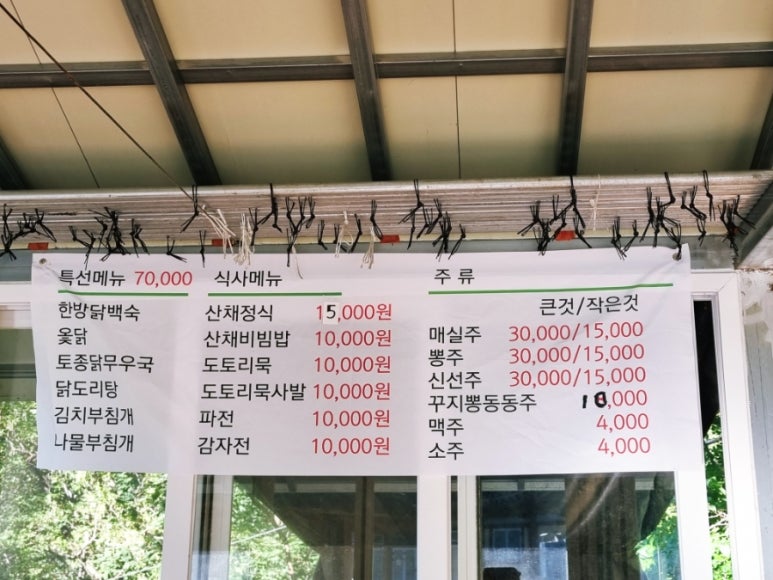 특선메뉴 70,000
한방닭백숙
옻닭
토종닭무우국
닭도리탕
김치부침개
나물부침개
식사메뉴
산채정식 15,000원
산채비빔밥 10,000원
도토리묵 10,000원
도토리묵사발 10,000원
파전 10,000원
감자전 10,000원
주 류
큰것/작은것
매실주 30,000/15,000
뽕주 30,000/15,000
신선주 30,000/15,000
꾸지뽕동동주 10,000
맥주 4,000
소주 4,000